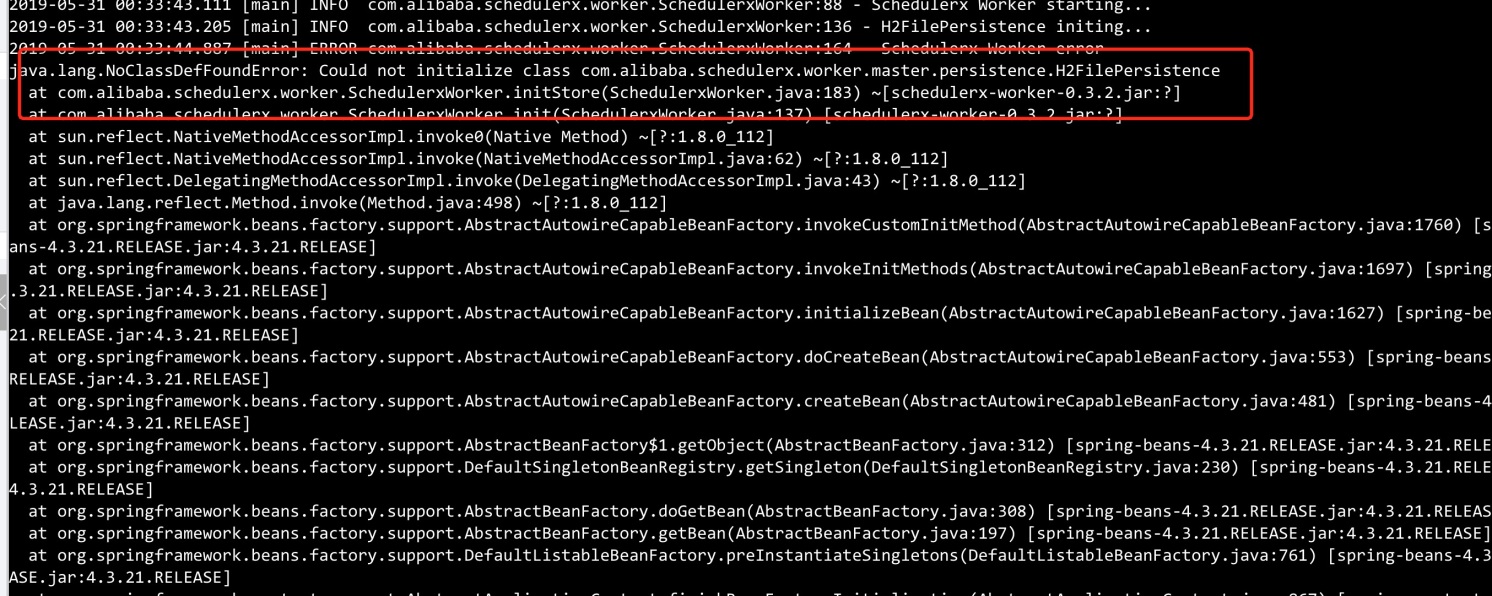 2019-05-31 00:33:43.111 [main] INFO  com.alibaba.schedulerx.worker.SchedulerxWorker:88 - Schedulerx Worker starting...
2019-05-31 00:33:43.205 [main] INFO  com.alibaba.schedulerx.worker.SchedulerxWorker:136 - H2FilePersistence initing...
2019-05-31 00:33:44.887 [main] ERROR com.alibaba.schedulerx.worker.SchedulerxWorker:164 - Schedulerx Worker error
java.lang.NoClassDefFoundError: Could not initialize class com.alibaba.schedulerx.worker.master.persistence.H2FilePersistence
at com.alibaba.schedulerx.worker.SchedulerxWorker.initStore(SchedulerxWorker.java:183) ~[schedulerx-worker-0.3.2.jar:?]
at com.alibaba.schedulerx.worker.SchedulerxWorker.init(SchedulerxWorker.java:137) [schedulerx-worker-0.3.2.jar:?]
at sun.reflect.NativeMethodAccessorImpl.invoke0(Native Method) ~[?:1.8.0_112]
at sun.reflect.NativeMethodAccessorImpl.invoke(NativeMethodAccessorImpl.java:62) ~[?:1.8.0_112]
at sun.reflect.DelegatingMethodAccessorImpl.invoke(DelegatingMethodAccessorImpl.java:43) ~[?:1.8.0_112]
at java.lang.reflect.Method.invoke(Method.java:498) ~[?:1.8.0_112]
at org.springframework.beans.factory.support.AbstractAutowireCapableBeanFactory.invokeCustomInitMethod(AbstractAutowireCapableBeanFactory.java:1760) [s
ans-4.3.21.RELEASE.jar:4.3.21.RELEASE]
at org.springframework.beans.factory.support.AbstractAutowireCapableBeanFactory.invokeInitMethods(AbstractAutowireCapableBeanFactory.java:1697) [spring
.3.21.RELEASE.jar:4.3.21.RELEASE]
at org.springframework.beans.factory.support.AbstractAutowireCapableBeanFactory.initializeBean(AbstractAutowireCapableBeanFactory.java:1627) [spring-be
21.RELEASE.jar:4.3.21.RELEASE]
at org.springframework.beans.factory.support.AbstractAutowireCapableBeanFactory.doCreateBean(AbstractAutowireCapableBeanFactory.java:553) [spring-beans
RELEASE.jar:4.3.21.RELEASE]
at org.springframework.beans.factory.support.AbstractAutowireCapableBeanFactory.createBean(AbstractAutowireCapableBeanFactory.java:481) [spring-beans-4
LEASE.jar:4.3.21.RELEASE]
at org.springframework.beans.factory.support.AbstractBeanFactory$1.getObject(AbstractBeanFactory.java:312) [spring-beans-4.3.21.RELEASE.jar:4.3.21.RELE
at org.springframework.beans.factory.support.DefaultSingletonBeanRegistry.getSingleton(DefaultSingletonBeanRegistry.java:230) [spring-beans-4.3.21.RELE
4.3.21.RELEASE]
at org.springframework.beans.factory.support.AbstractBeanFactory.doGetBean(AbstractBeanFactory.java:308) [spring-beans-4.3.21.RELEASE.jar:4.3.21.RELEAS
at org.springframework.beans.factory.support.AbstractBeanFactory.getBean(AbstractBeanFactory.java:197) [spring-beans-4.3.21.RELEASE.jar:4.3.21.RELEASE]
at org.springframework.beans.factory.support.DefaultListableBeanFactory.preInstantiateSingletons(DefaultListableBeanFactory.java:761) [spring-beans-4.3
ASE.jar:4.3.21.RELEASE]